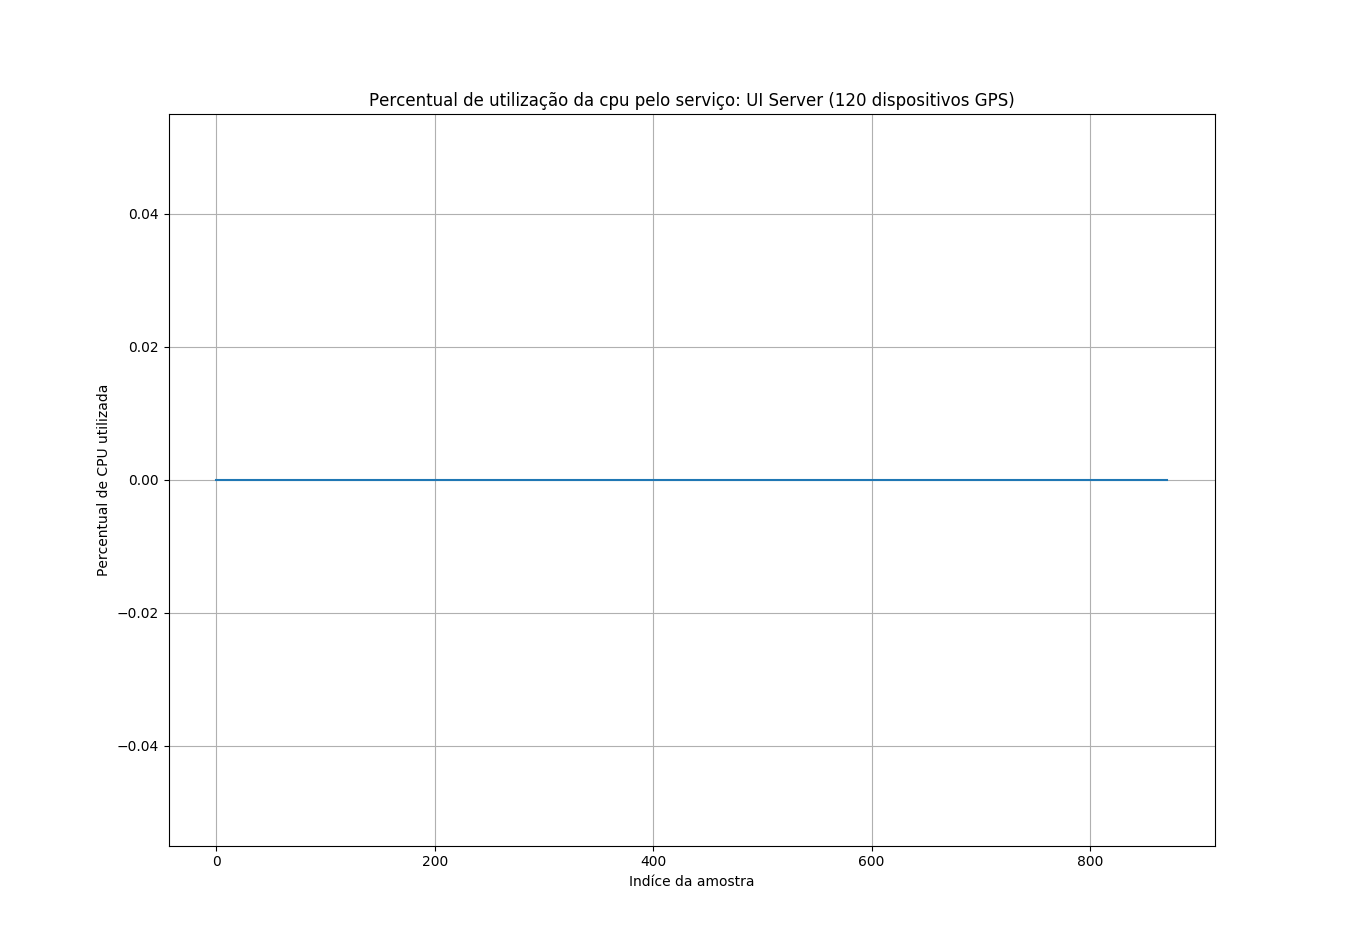 Percentual de utilização da cpu pelo serviço: UI Server (120 dispositivos GPS)
0.04
0.02
0.00
−0.02
−0.04
Percentual de CPU utilizada
0 200 400 600 800
Indíce da amostra